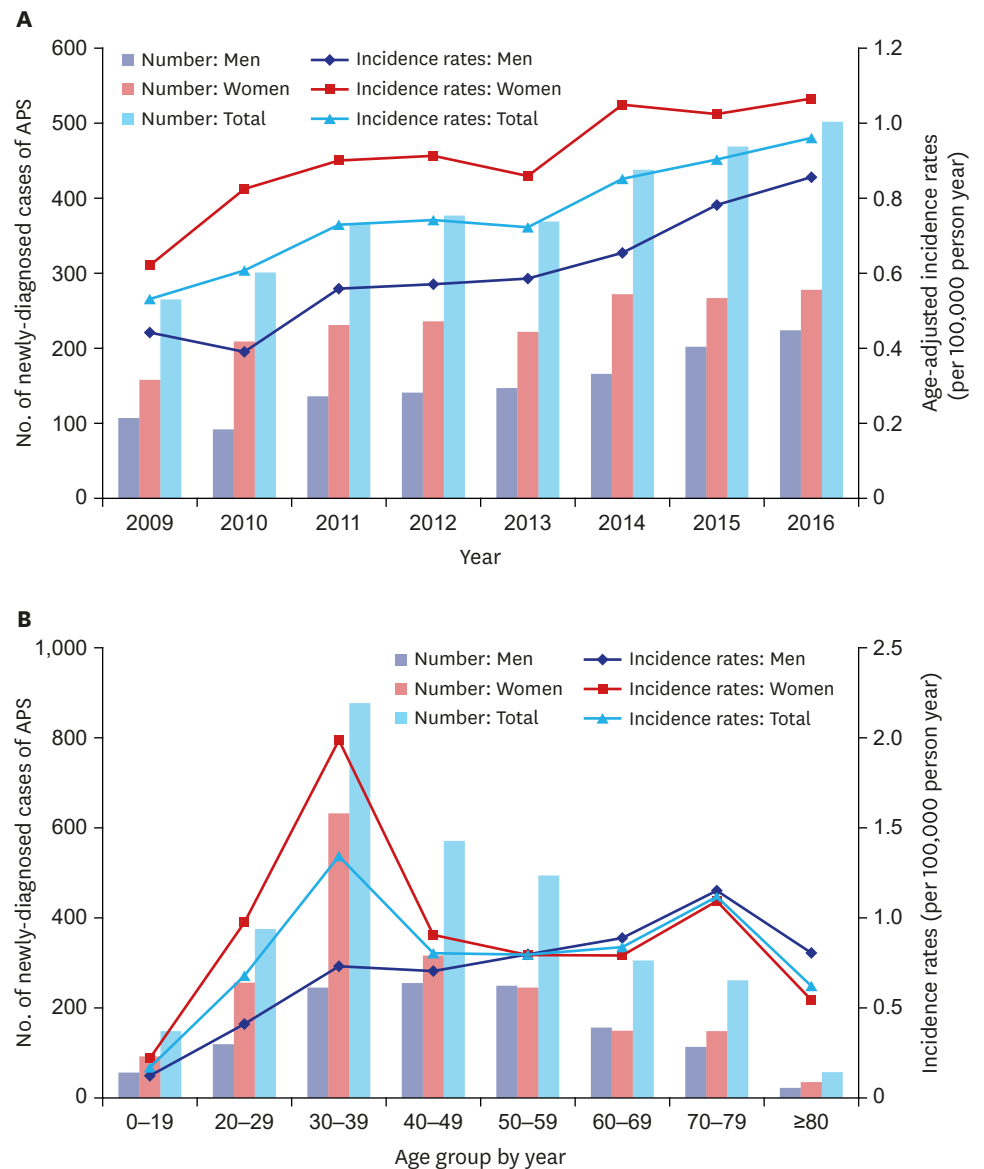 A
600
500
400
300
200
100
0
No. of newly-diagnosed cases of APS
Number: Men
Number: Women
Number: Total
Incidence rates: Men
Incidence rates: Women
Incidence rates: Total
1.2
1.0
0.8
0.6
0.4
0.2
0
Age-adjusted incidence rates
(per 100,000 person year)
2009 2010 2011 2012 2013 2014 2015 2016
Year
B
1,000
800
600
400
200
0
No. of newly-diagnosed cases of APS
Number: Men
Number: Women
Number: Total
Incidence rates: Men
Incidence rates: Women
Incidence rates: Total
2.5
2.0
1.5
1.0
0.5
0
Incidence rates (per 100,000 person year)
0–19 20–29 30–39 40–49 50–59 60–69 70–79 ≥80
Age group by year